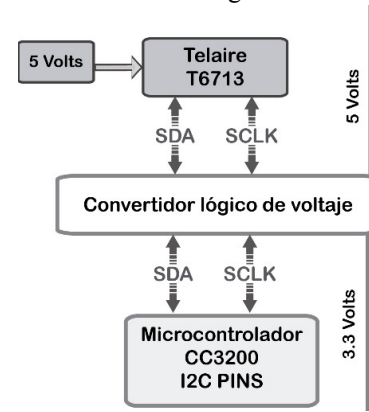 5 Volts
Telaire
T6713
5 Volts
SDA
SCLK
Convertidor lógico de voltaje
SDA
SCLK
3.3 Volts
Microcontrolador
CC3200
I2C PINS